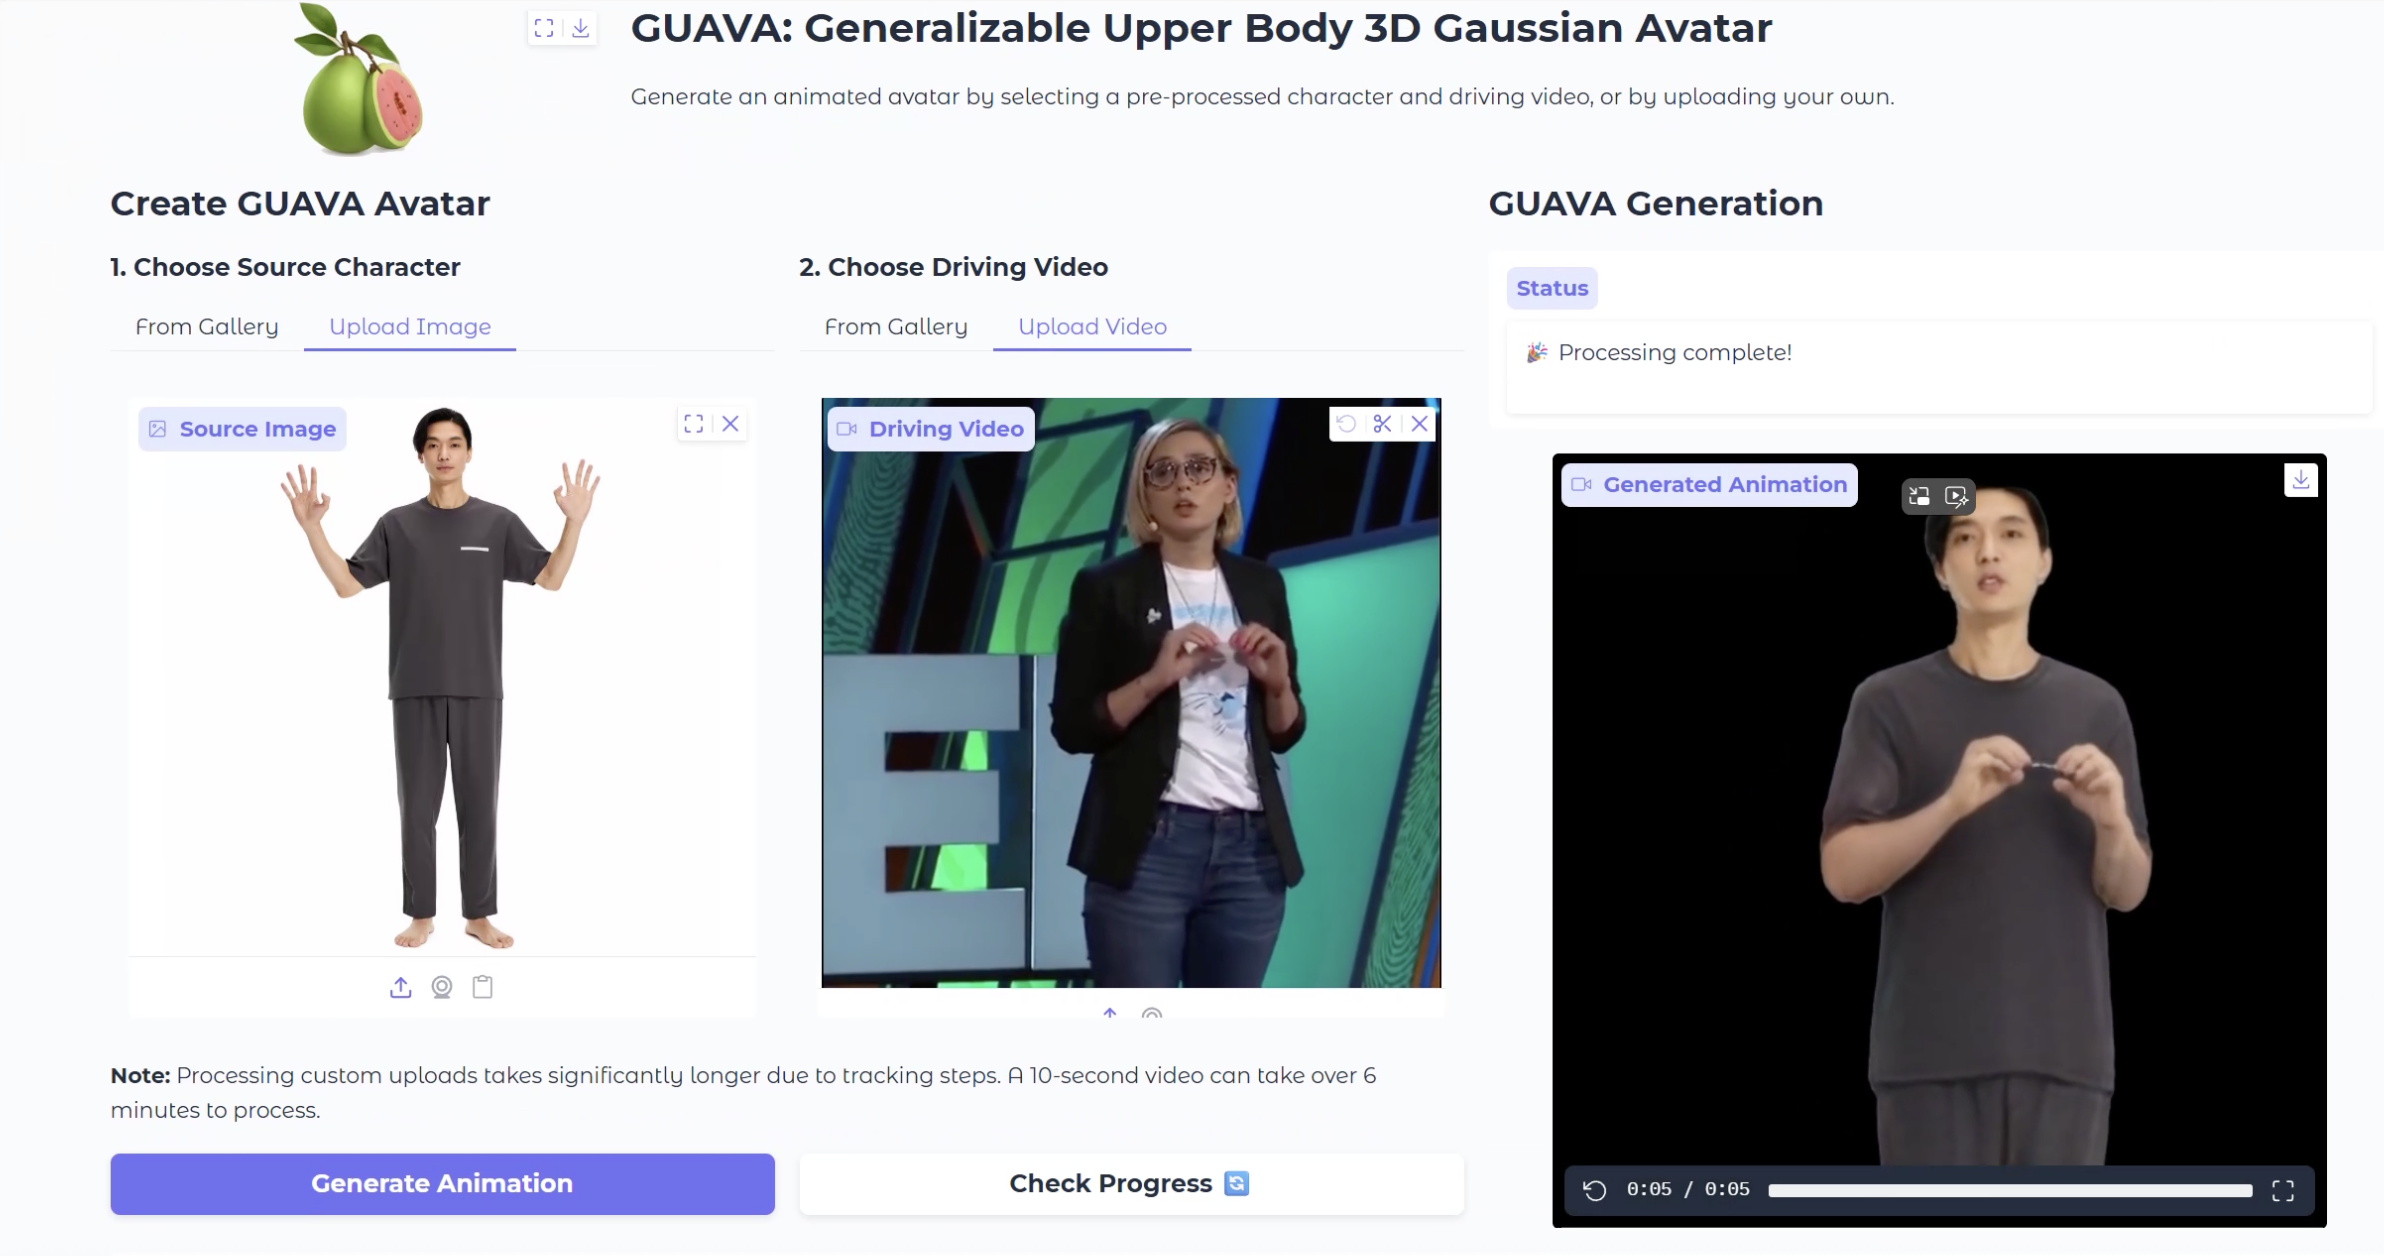 GUAVA: Generalizable Upper Body 3D Gaussian Avatar
Generate an animated avatar by selecting a pre-processed character and driving video, or by uploading your own.
Create GUAVA Avatar
1. Choose Source Character
From Gallery
Upload Image
Source Image
2. Choose Driving Video
From Gallery
Upload Video
Driving Video
E
Note: Processing custom uploads takes significantly longer due to tracking steps. A 10-second video can take over 6
minutes to process.
Generate Animation
Check Progress
GUAVA Generation
Status
🎉 Processing complete!
Generated Animation
0:05 / 0:05